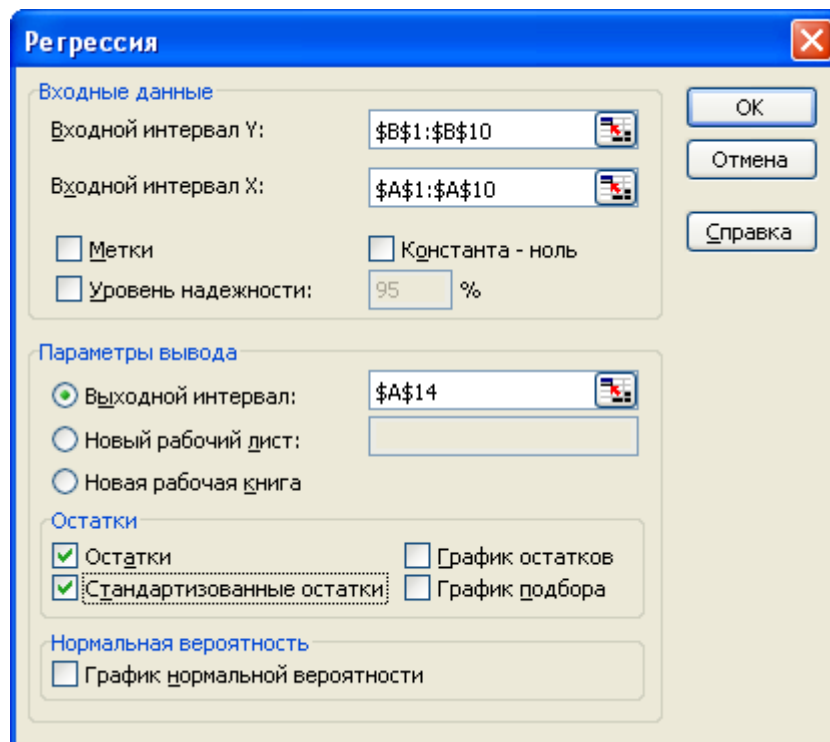 Регрессия
Входные данные
Входной интервал Y: $B$1:$B$10
Входной интервал X: $A$1:$A$10
Метки Константа - ноль
Уровень надежности: 95 %
OK
Отмена
Справка
Параметры вывода
Выходной интервал: $A$14
Новый рабочий лист:
Новая рабочая книга
Остатки
Остатки График остатков
Стандартизованные остатки График подбора
Нормальная вероятность
График нормальной вероятности